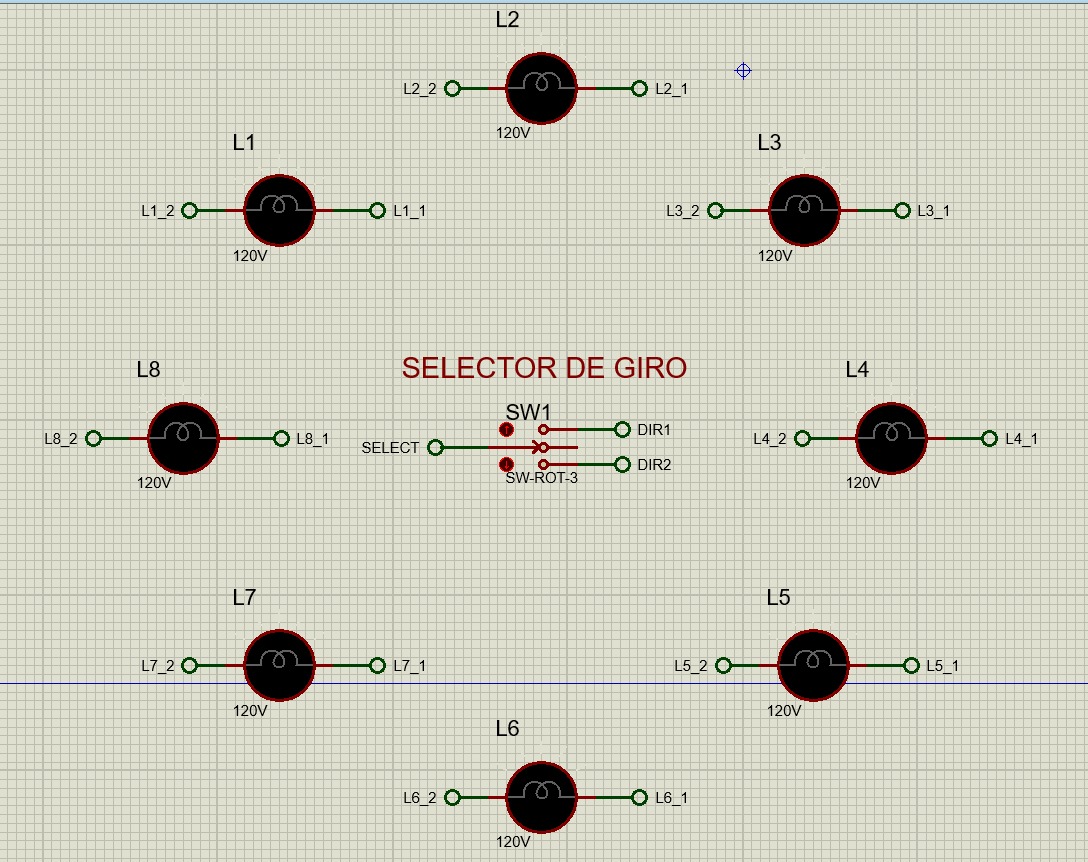 L2
L2_2
L2_1
120V
L1
L3
L1_2
L1_1
L3_2
L3_1
120V
120V
SELECTOR DE GIRO
L8
L4
SW1
DIR1
L8_2
L8_1
SELECT
L4_2
L4_1
DIR2
SW-ROT-3
120V
120V
L7
L5
L7_2
L7_1
L5_2
L5_1
120V
120V
L6
L6_2
L6_1
120V